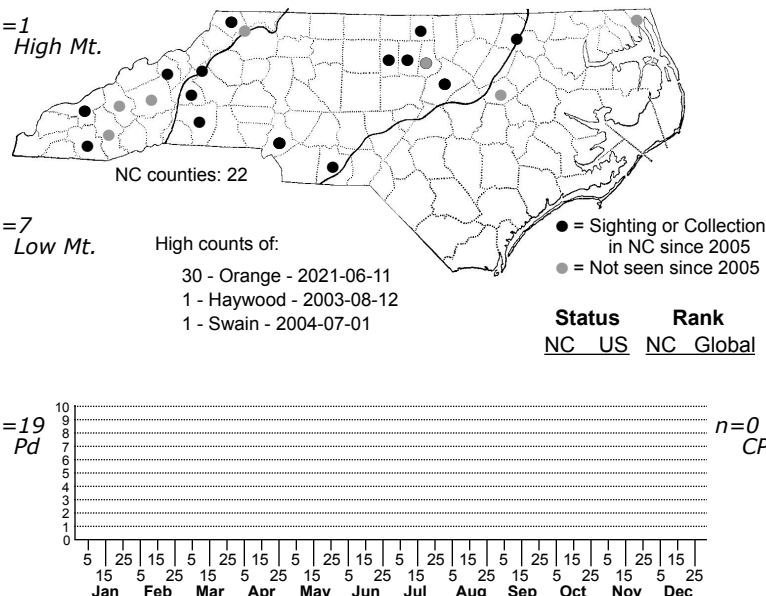 =1
High Mt.
NC counties: 22
=7
Low Mt.
High counts of:
30 - Orange - 2021-06-11
1 - Haywood - 2003-08-12
1 - Swain - 2004-07-01
= Sighting or Collection
in NC since 2005
= Not seen since 2005
Status Rank
NC US NC Global
=19
Pd
n=0
CP
10
9
8
7
6
5
4
3
2
1
0
5 25 15 5 25 15 5 25 15 5 25 15 5 25 15 5 25 15
15 5 25 15 5 25 15 5 25 15 5 25 15 5 25 15 5 25
Jan Feb Mar Apr May Jun Jul Aug Sep Oct Nov Dec